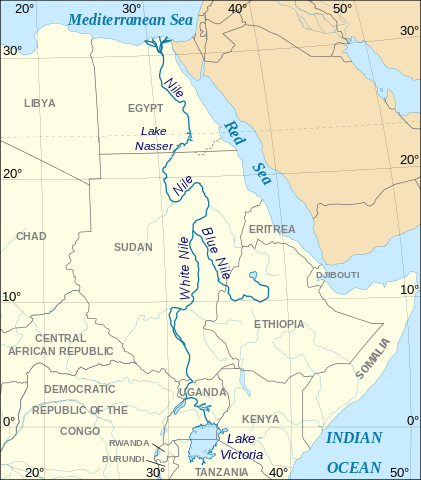 20°
30°
40°
50°
Mediterranean Sea
30°
30°
Nile
LIBYA
EGYPT
Lake
Nasser
Red
Sea
20°
20°
Nile
CHAD
SUDAN
White Nile
Blue Nile
ERITREA
DJIBOUTI
10°
10°
ETHIOPIA
CENTRAL
AFRICAN REPUBLIC
SOMALIA
DEMOCRATIC
REPUBLIC OF THE
CONGO
UGANDA
KENYA
0°
0°
RWANDA
BURUNDI
Lake
Victoria
INDIAN
OCEAN
TANZANIA
20°
30°
40°
50°